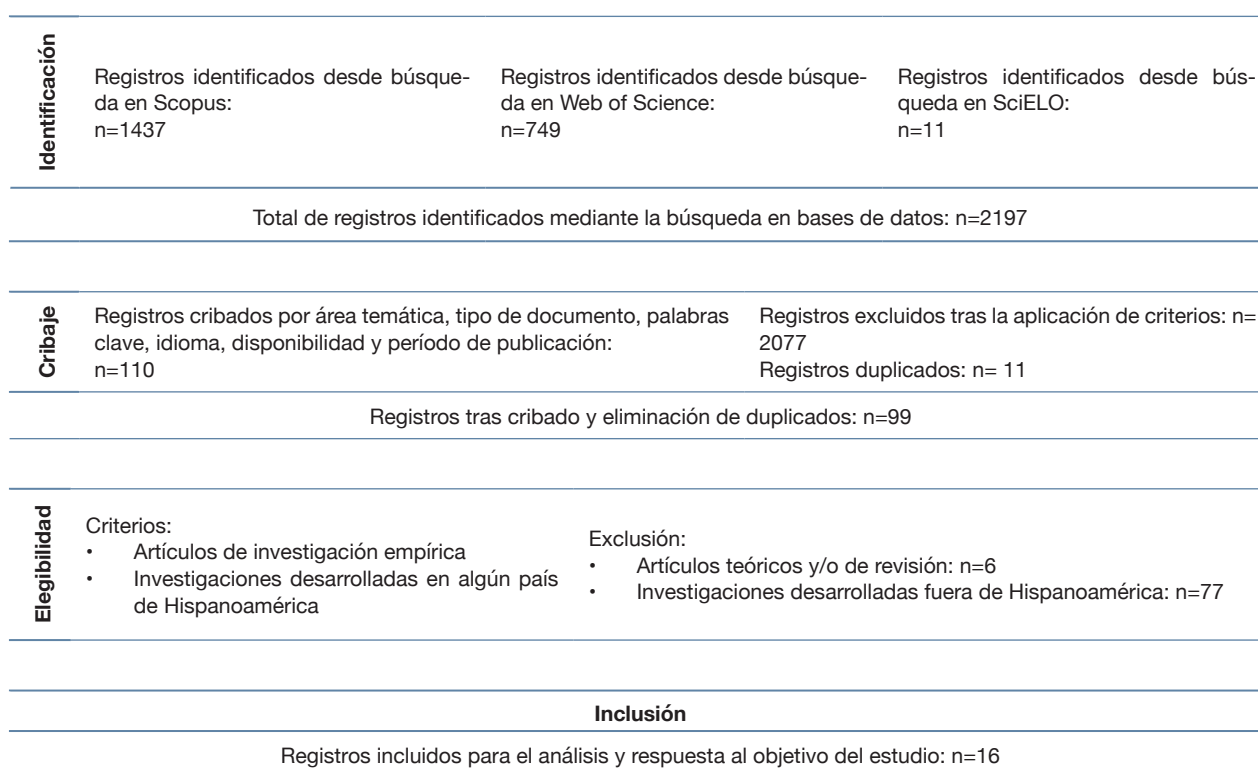 Identificación
Registros identificados desde búsque-
da en Scopus:
n=1437
Registros identificados desde búsque-
da en Web of Science:
n=749
Registros identificados desde bús-
queda en SciELO:
n=11
Total de registros identificados mediante la búsqueda en bases de datos: n=2197
Cribaje
Registros cribados por área temática, tipo de documento, palabras
clave, idioma, disponibilidad y período de publicación:
n=110
Registros excluidos tras la aplicación de criterios: n=
2077
Registros duplicados: n= 11
Registros tras cribado y eliminación de duplicados: n=99
Elegibilidad
Criterios:
• Artículos de investigación empírica
• Investigaciones desarrolladas en algún país
de Hispanoamérica
Exclusión:
• Artículos teóricos y/o de revisión: n=6
• Investigaciones desarrolladas fuera de Hispanoamérica: n=77
Inclusión
Registros incluidos para el análisis y respuesta al objetivo del estudio: n=16